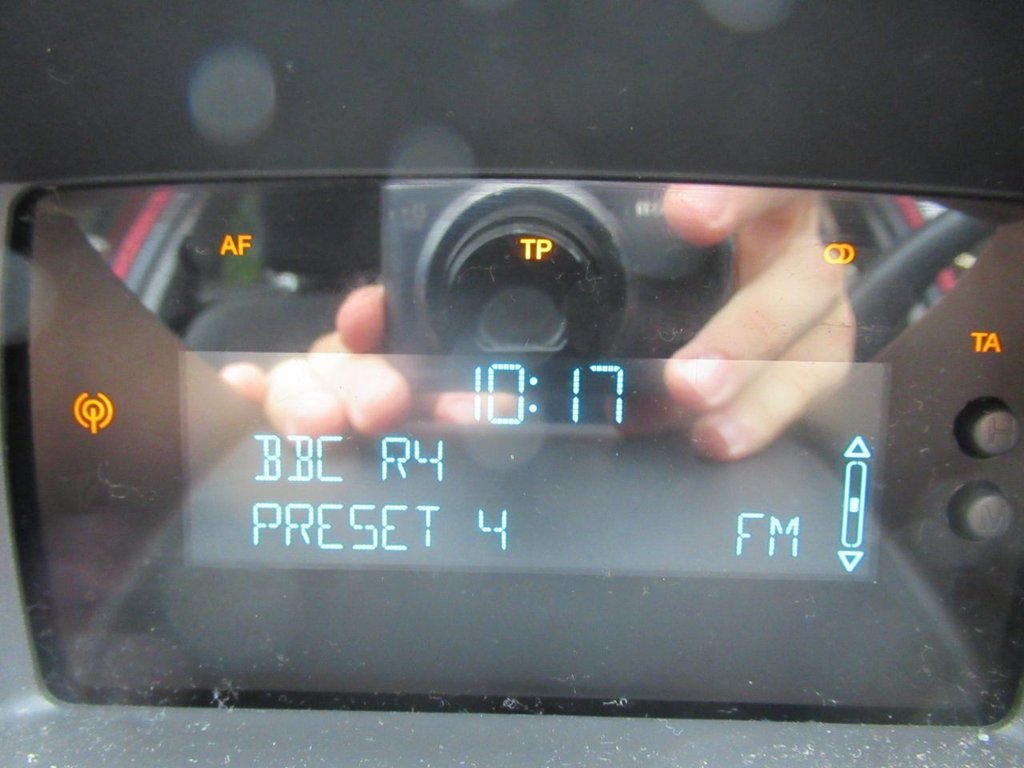 AF TP
TA
10:17
BBC R4
PRESET 4 FM
H
M